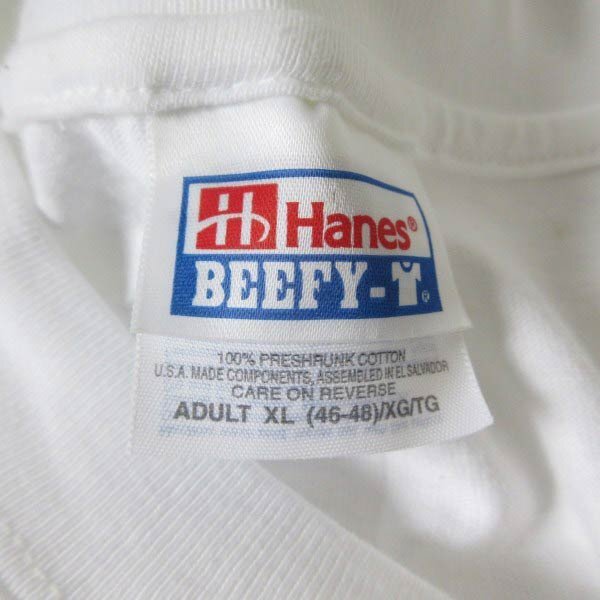 H Hanes®
BEEFY-T®
100% PRESHRUNK COTTON
U.S.A. MADE COMPONENTS, ASSEMBLED IN EL SALVADOR
CARE ON REVERSE
ADULT XL (46-48)/XG/TG